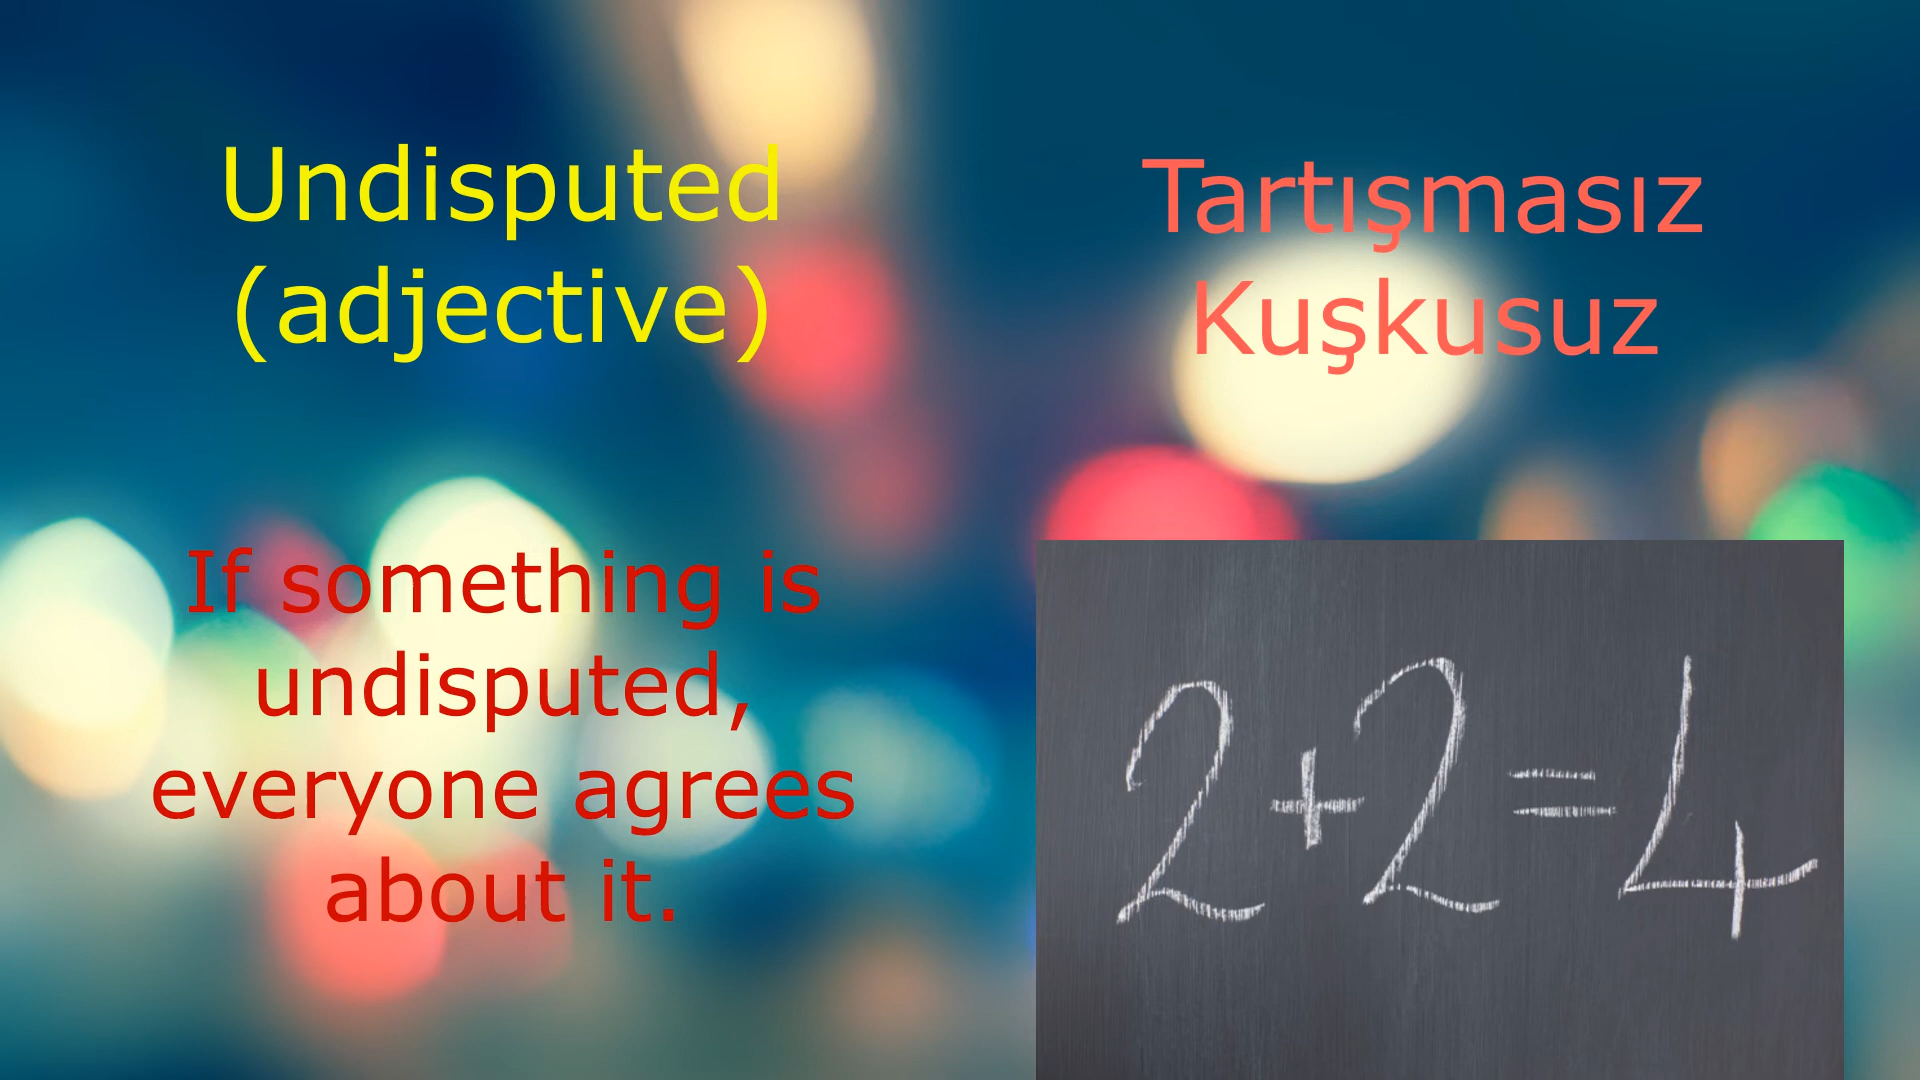 Undisputed
(adjective)
Tartışmasız
Kuşkusuz
If something is
undisputed,
everyone agrees
about it.
2+2=4